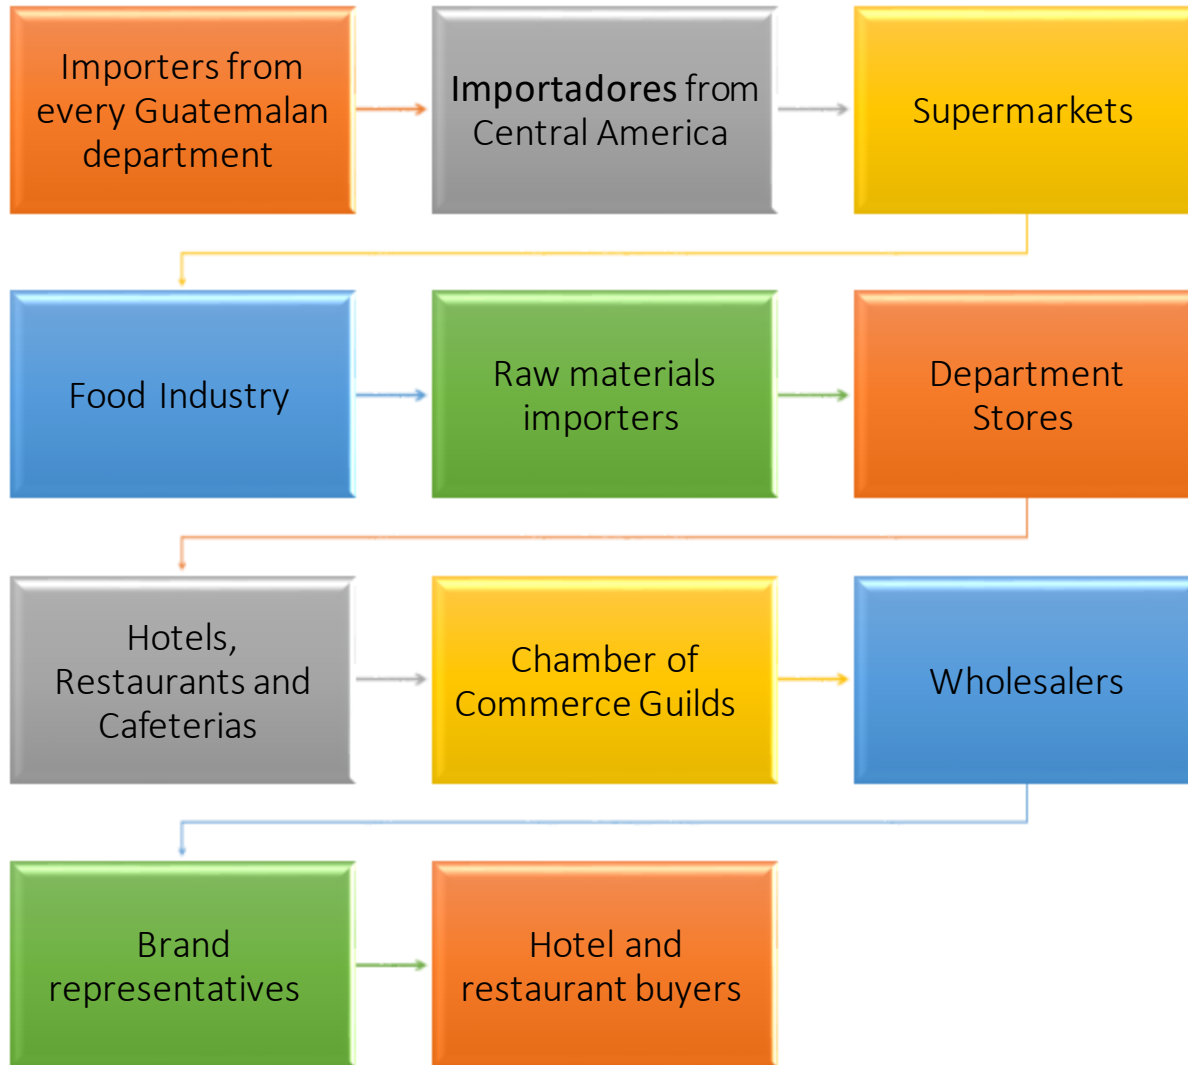 Importers from
every Guatemalan
department
Importadores from
Central America
Supermarkets
Food Industry
Raw materials
importers
Department
Stores
Hotels,
Restaurants and
Cafeterias
Chamber of
Commerce Guilds
Wholesalers
Brand
representatives
Hotel and
restaurant buyers